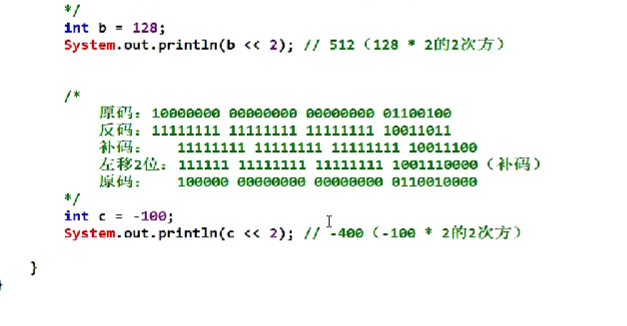 */
int b = 128;
System.out.println(b << 2); // 512（128 * 2的2次方）
/*
原码：10000000 00000000 00000000 01100100
反码：11111111 11111111 11111111 10011011
补码：  11111111 11111111 11111111 10011100
左移2位：111111 11111111 11111111 1001110000（补码）
原码：  100000 00000000 00000000 0110010000
*/
int c = -100;
System.out.println(c << 2); // -400（-100 * 2的2次方）
}
}